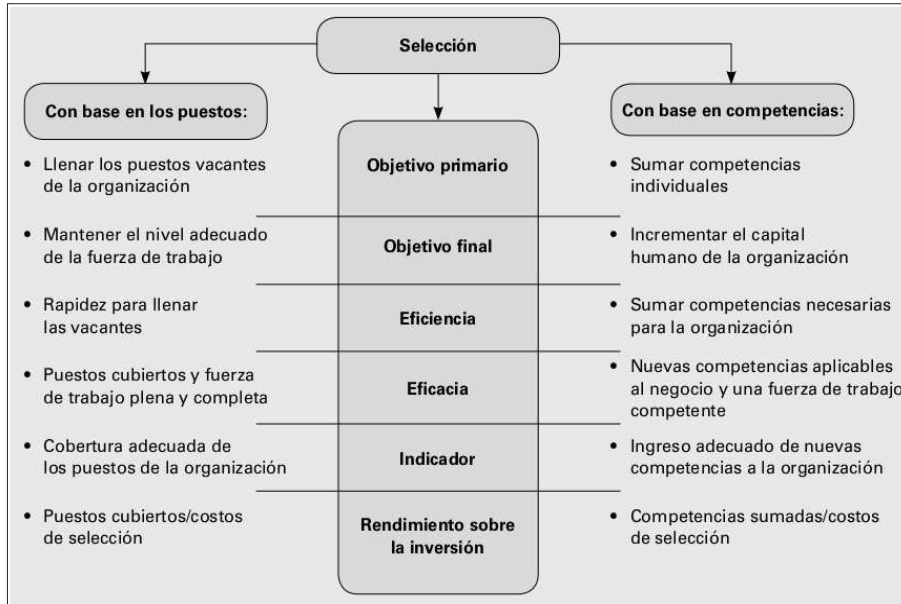 Selección
Con base en los puestos:
• Llenar los puestos vacantes
de la organización
• Mantener el nivel adecuado
de la fuerza de trabajo
• Rapidez para llenar
las vacantes
• Puestos cubiertos y fuerza
de trabajo plena y completa
• Cobertura adecuada de
los puestos de la organización
• Puestos cubiertos/costos
de selección
Objetivo primario
Objetivo final
Eficiencia
Eficacia
Indicador
Rendimiento sobre
la inversión
Con base en competencias:
• Sumar competencias
individuales
• Incrementar el capital
humano de la organización
• Sumar competencias necesarias
para la organización
• Nuevas competencias aplicables
al negocio y una fuerza de trabajo
competente
• Ingreso adecuado de nuevas
competencias a la organización
• Competencias sumadas/costos
de selección